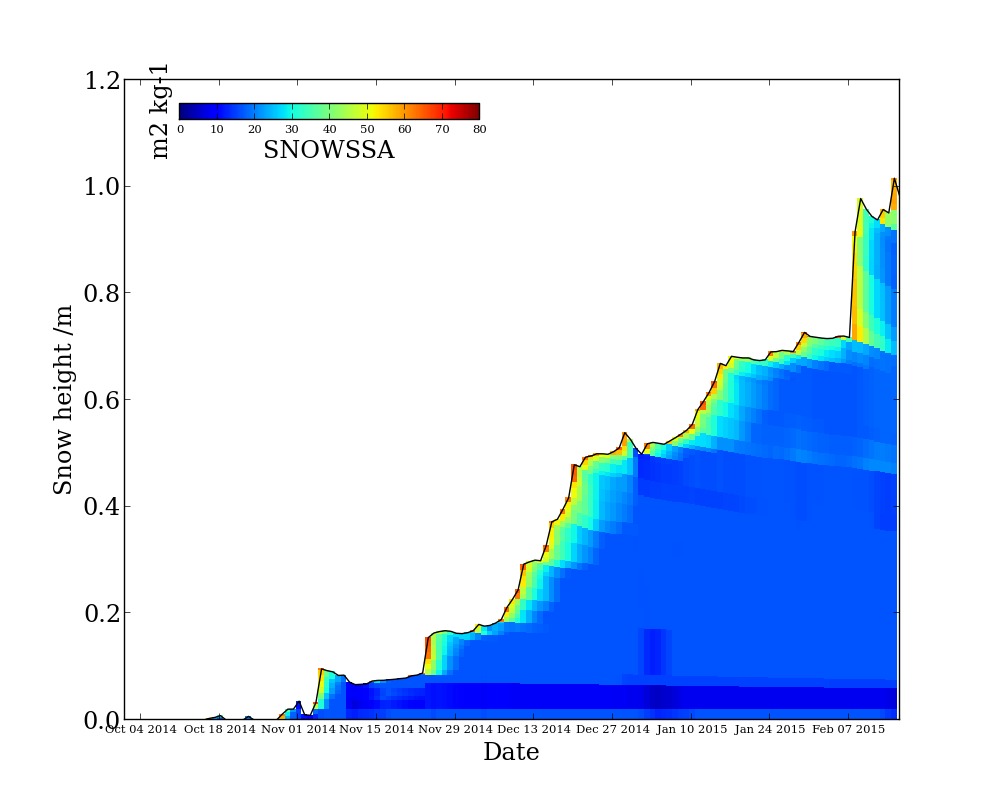 1.2
m2 kg-1
0 10 20 30 40 50 60 70 80
SNOWSSA
1.0
0.8
Snow height /m
0.6
0.4
0.2
0.0
Oct 04 2014 Oct 18 2014 Nov 01 2014 Nov 15 2014 Nov 29 2014 Dec 13 2014 Dec 27 2014 Jan 10 2015 Jan 24 2015 Feb 07 2015
Date